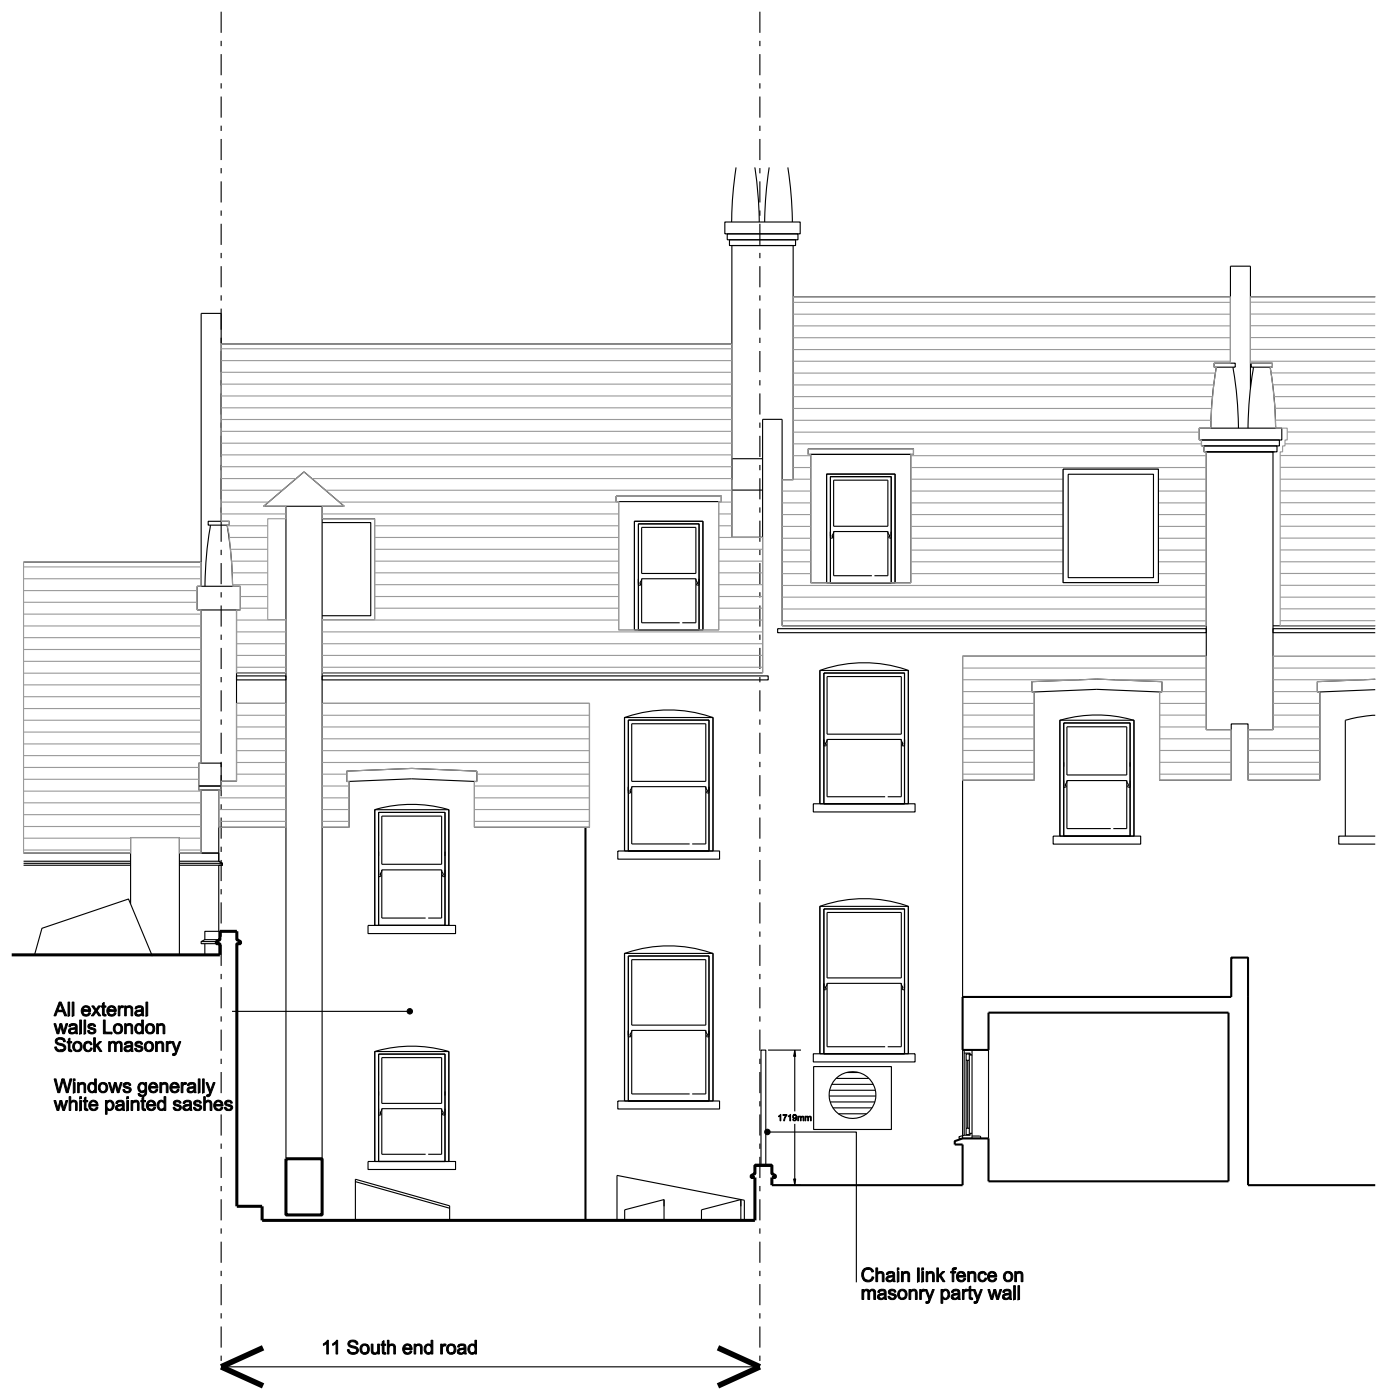 All external
walls London
Stock masonry
Windows generally
white painted sashes
1719mm
Chain link fence on
masonry party wall
11 South end road